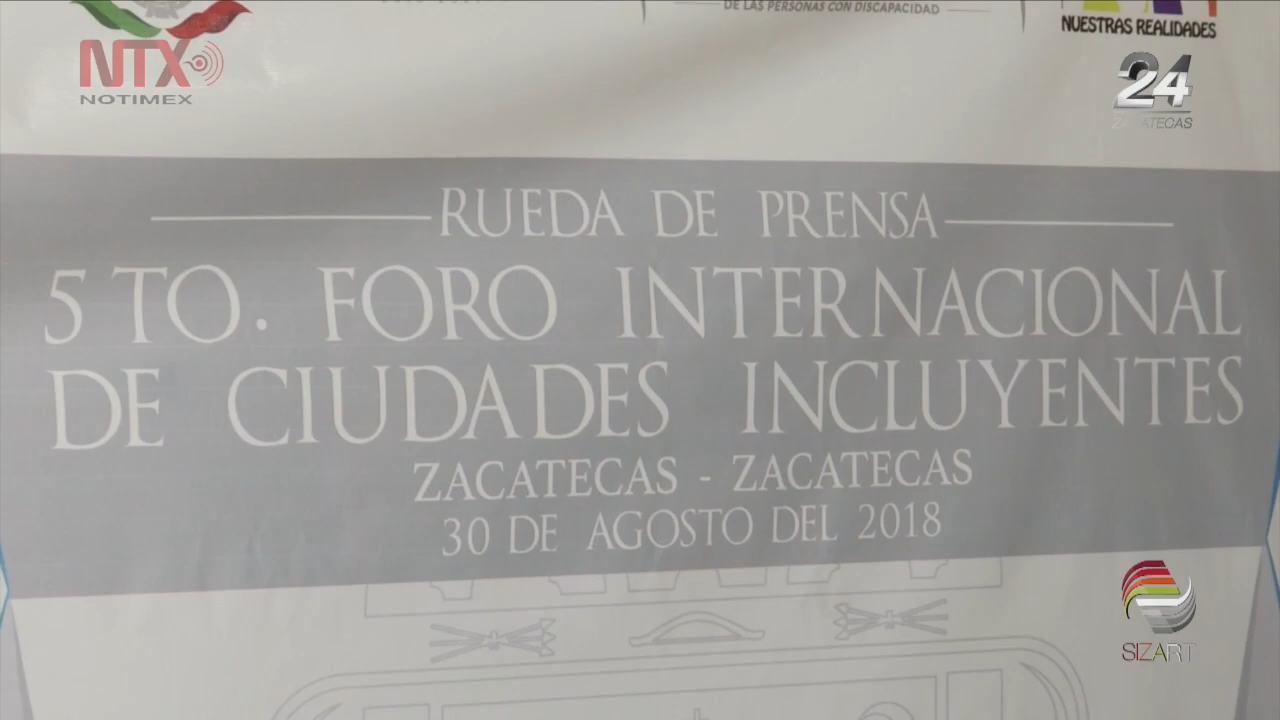 DE LAS PERSONAS CON DISCAPACIDAD
NUESTRAS REALIDADES
NTX
NOTIMEX
24
ZACATECAS
RUEDA DE PRENSA
5TO. FORO INTERNACIONAL
DE CIUDADES INCLUYENTES
ZACATECAS - ZACATECAS
30 DE AGOSTO DEL 2018
SIZART